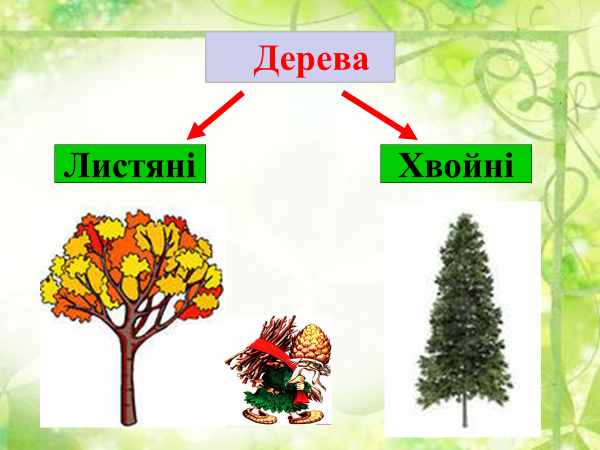 Дерева
Листяні
Хвойні